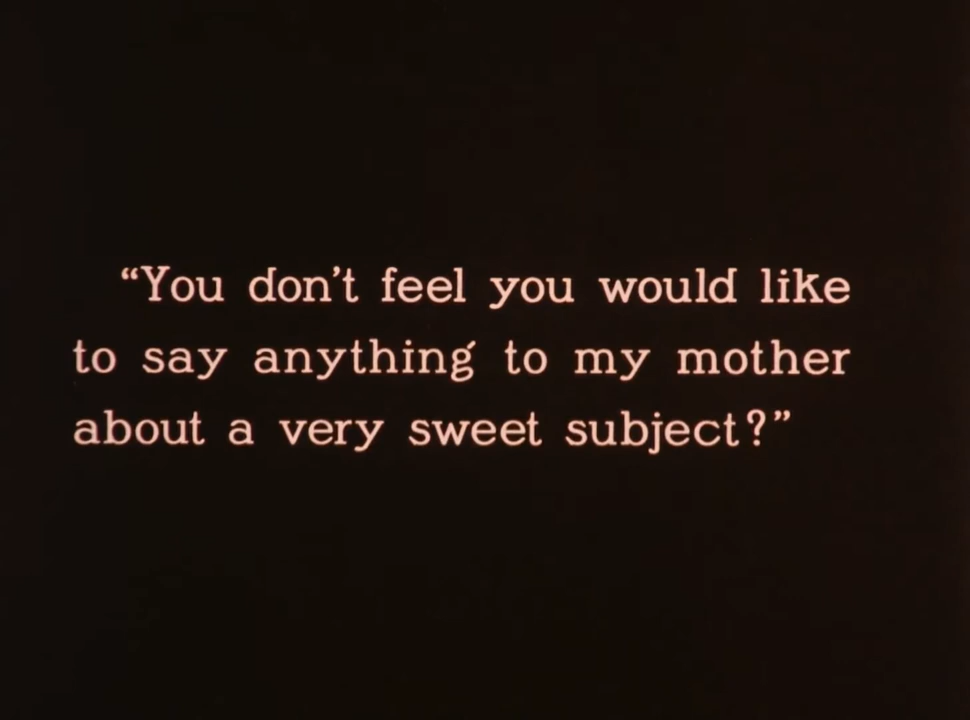 “You don’t feel you would like
to say anything to my mother
about a very sweet subject?”